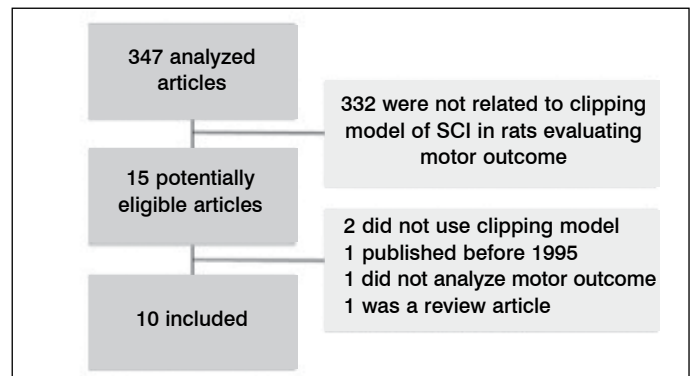 347 analyzed
articles
332 were not related to clipping
model of SCI in rats evaluating
motor outcome
15 potentially
eligible articles
2 did not use clipping model
1 published before 1995
1 did not analyze motor outcome
1 was a review article
10 included